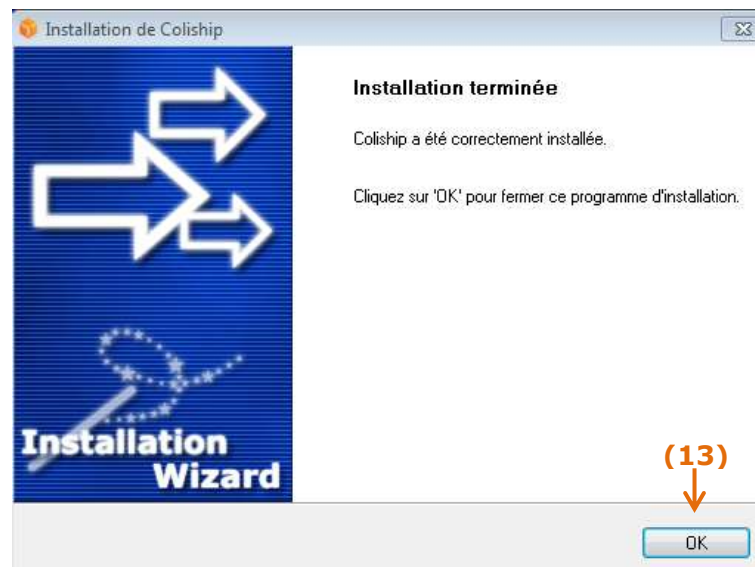 Installation de Coliship
Installation terminée
Coliship a été correctement installée.
Cliquez sur 'OK' pour fermer ce programme d'installation.
Installation
Wizard
(13)
OK